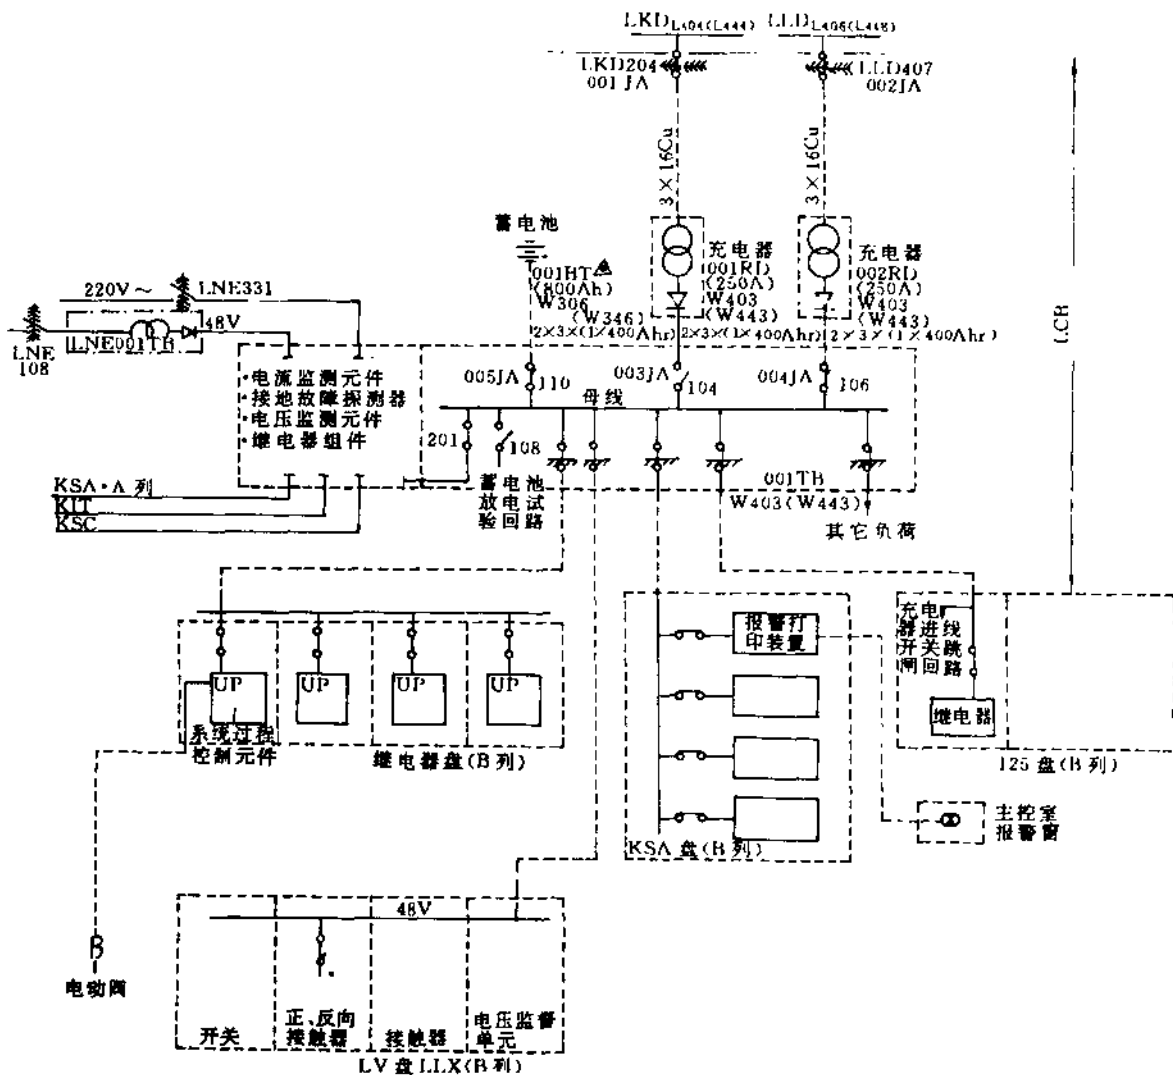 LKD L404(L444)
LLD L406(L448)
LKD204
001JA
LLD407
002JA
3×16Cu
3×16Cu
LCB
蓄电池
001BT
(800Ah)
W306
(W346)
充电器
001RD
(250A)
W403
(W443)
充电器
002RD
(250A)
W403
(W443)
2×3×(1×400Ahr)
2×3×(1×400Ahr)
2×3×(1×400Ahr)
220V～
LNE331
48V
LNE001TB
LNE
108
·电流监测元件
·接地故障探测器
·电压监测元件
·继电器组件
005JA
110
003JA
104
004JA
106
母线
201
108
001TB
KSA·A列
KIT
KSC
蓄电池
放电试
验回路
W403(W443)
其它负荷
UP
UP
UP
UP
系统过程
控制元件
继电器盘(B列)
报警打
印装置
KSA盘(B列)
充电
器进线
开关跳
闸回路
继电器
125盘(B列)
主控室
报警窗
电动阀
48V
开关
正、反向
接触器
接触器
电压监督
单元
LV盘LLX(B列)